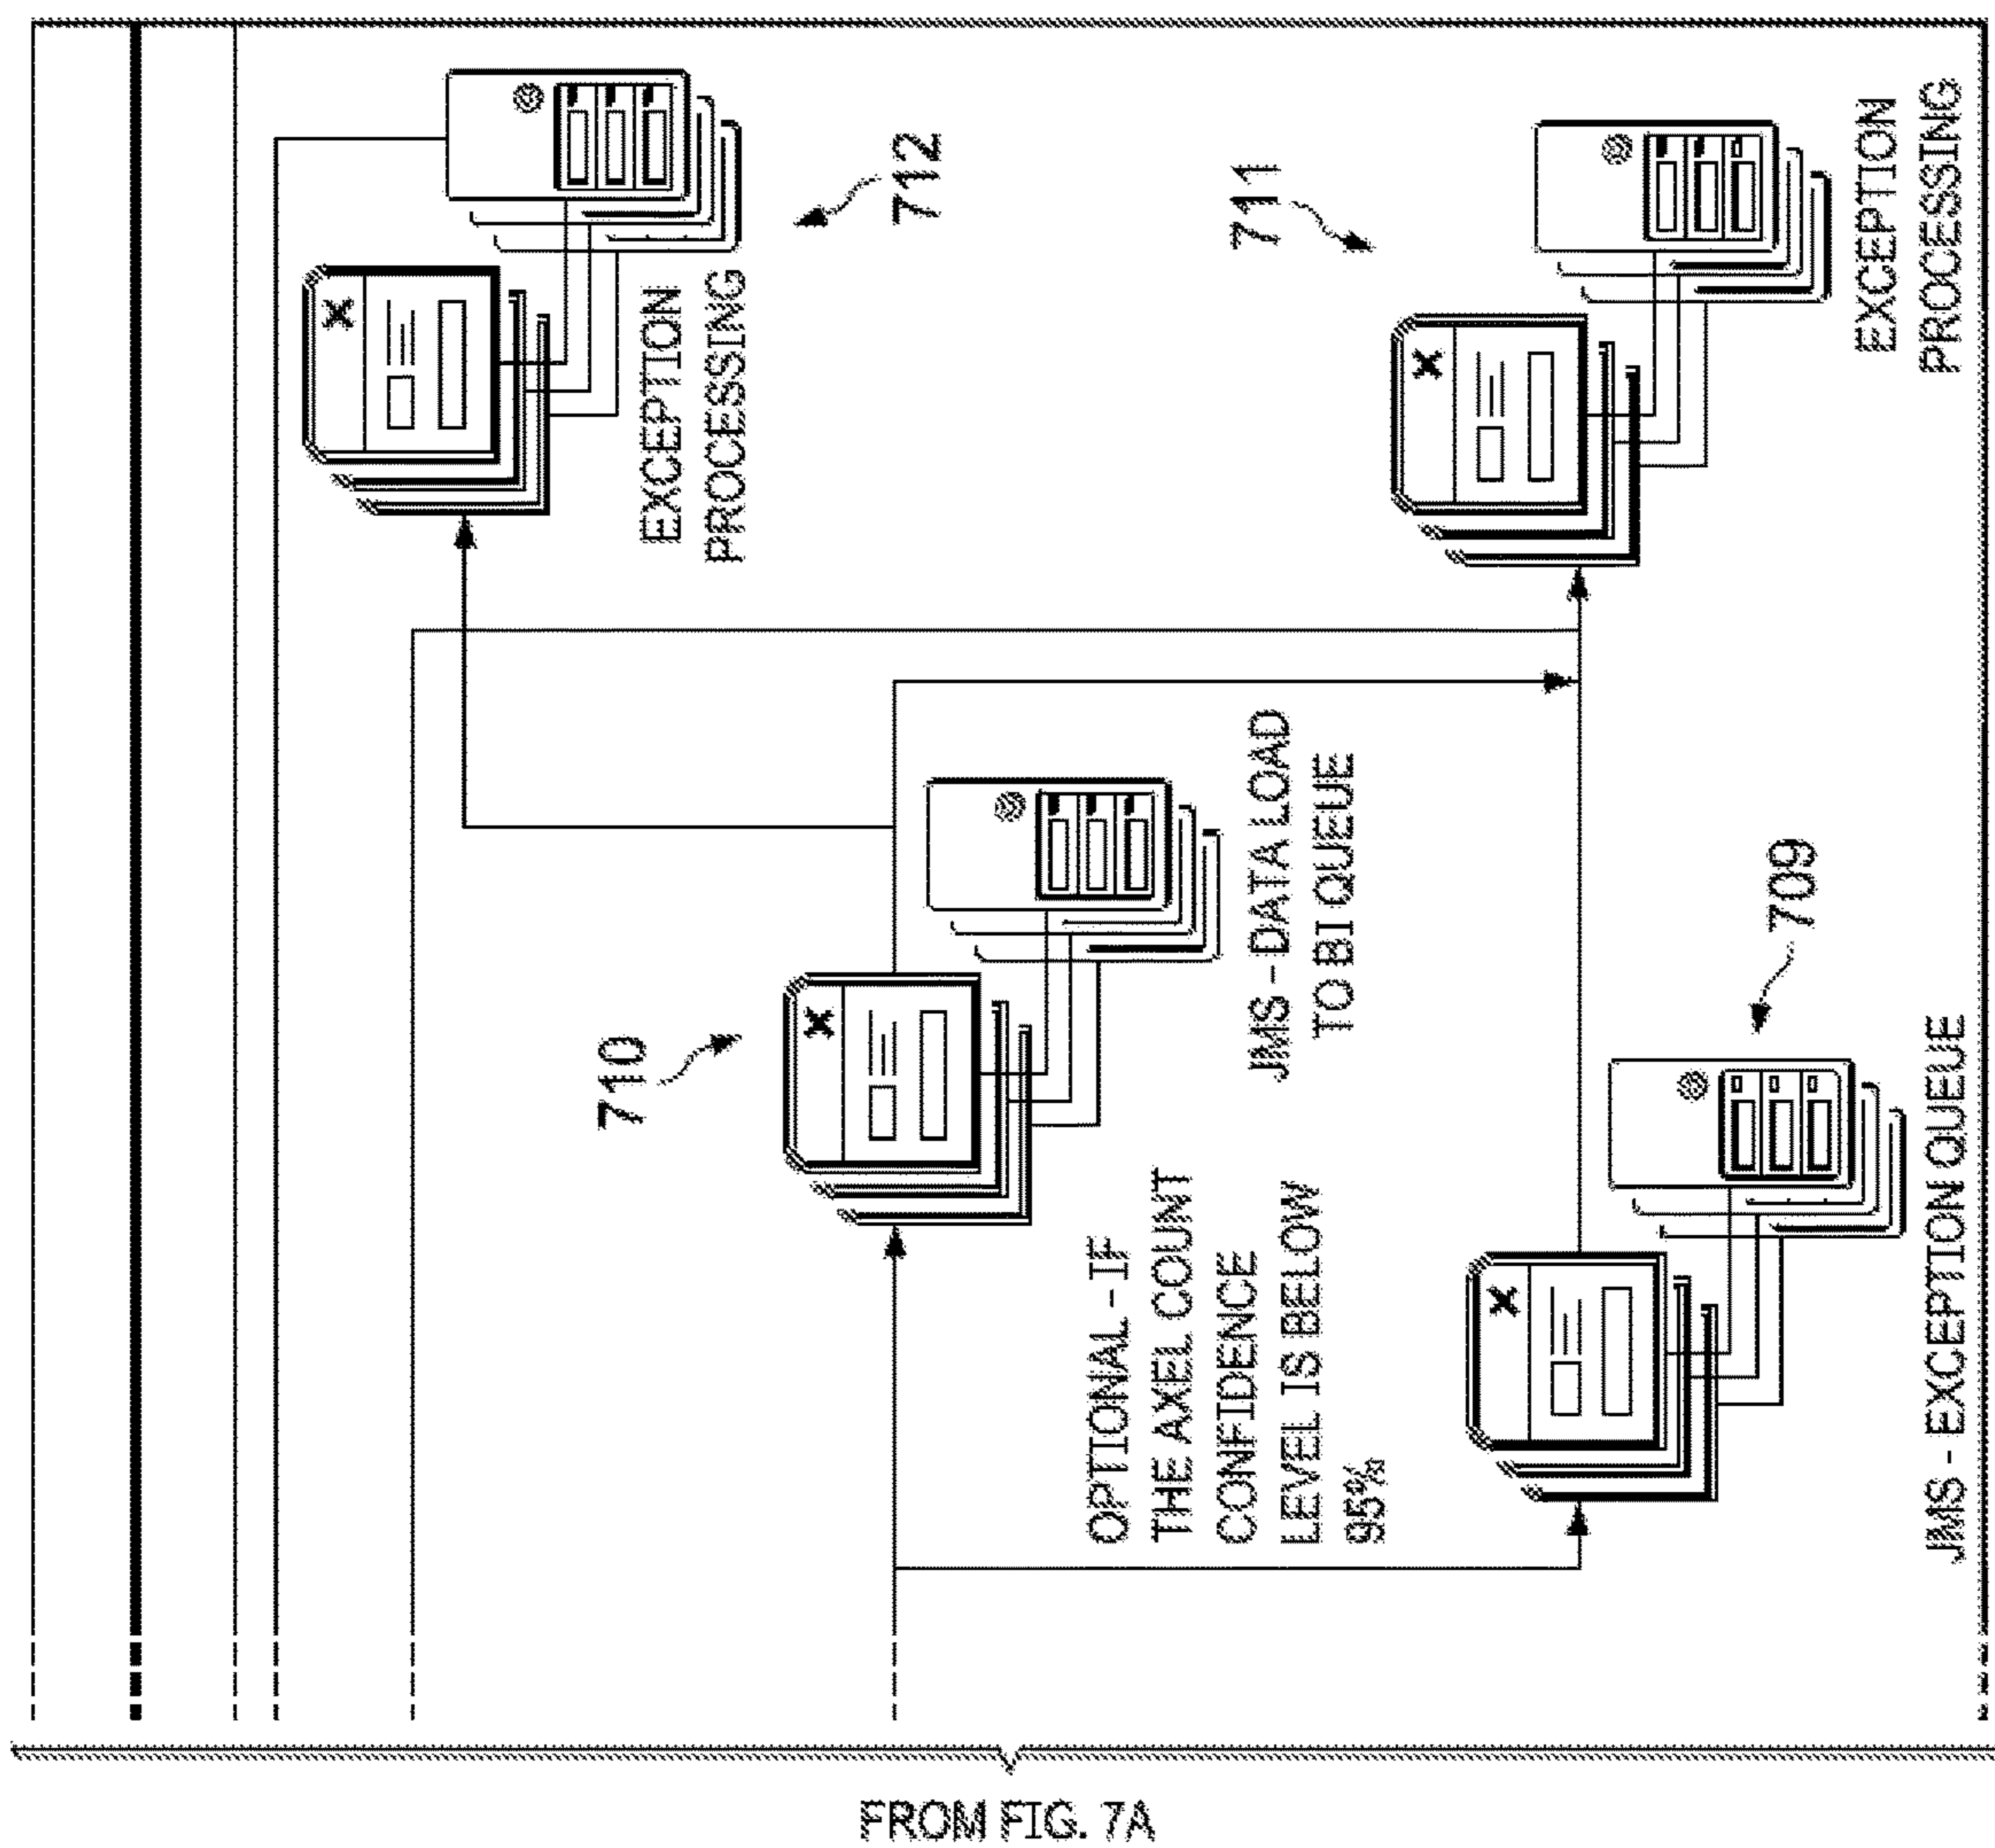 712
EXCEPTION
PROCESSING
711
EXCEPTION
PROCESSING
710
JMS - DATA LOAD
TO BI QUEUE
OPTIONAL - IF
THE AXEL COUNT
CONFIDENCE
LEVEL IS BELOW
95%
709
JMS - EXCEPTION QUEUE
FROM FIG. 7A